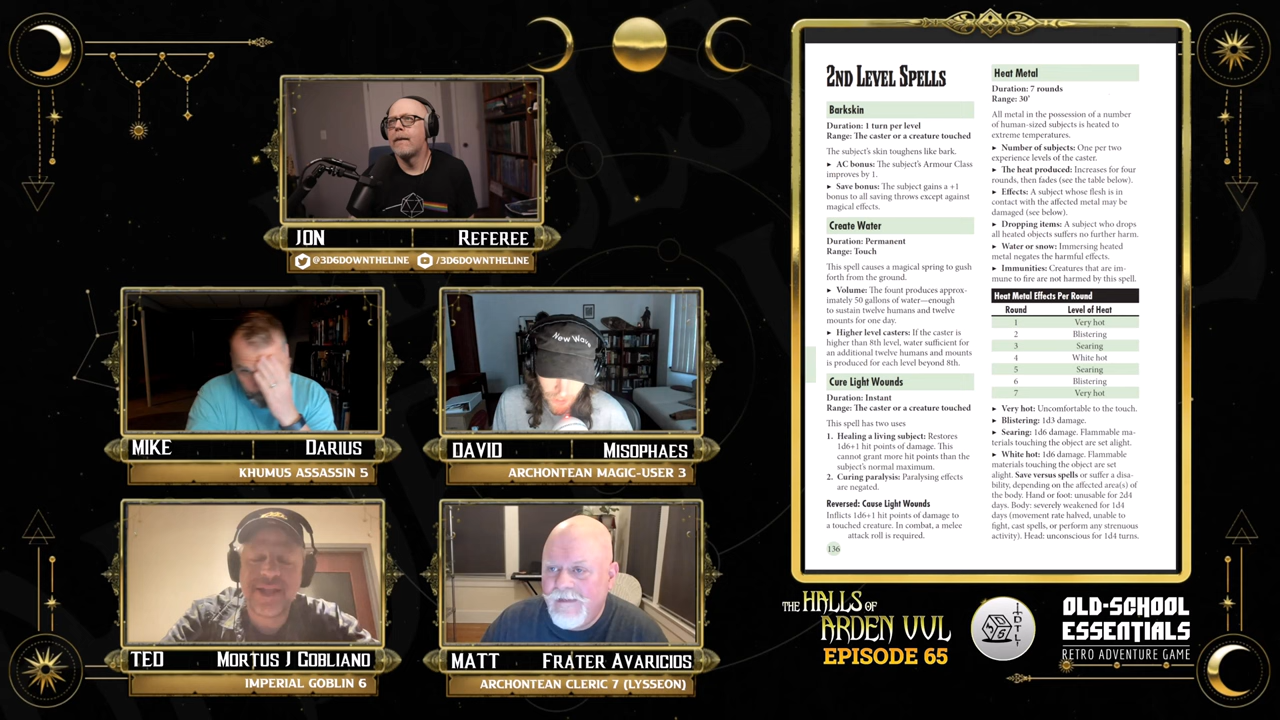 JON
REFEREE
@3D6DOWNTHELINE
/3D6DOWNTHELINE
MIKE
DARIUS
KHUMUS ASSASSIN 5
New Wave
DAVID
MISOPHAES
ARCHONTEAN MAGIC-USER 3
TED
MORTUS J GOBLIANO
IMPERIAL GOBLIN 6
MATT
FRATER AVARICIOS
ARCHONTEAN CLERIC 7 (LYSSEON)
2ND LEVEL SPELLS
Barkskin
Duration: 1 turn per level
Range: The caster or a creature touched
The subject's skin toughens like bark.
► AC bonus: The subject's Armour Class
improves by 1.
► Save bonus: The subject gains a +1
bonus to all saving throws except against
magical effects.
Create Water
Duration: Permanent
Range: Touch
This spell causes a magical spring to gush
forth from the ground.
► Volume: The fount produces approx-
imately 50 gallons of water—enough
to sustain twelve humans and twelve
mounts for one day.
► Higher level casters: If the caster is
higher than 8th level, water sufficient for
an additional twelve humans and mounts
is produced for each level beyond 8th.
Cure Light Wounds
Duration: Instant
Range: The caster or a creature touched
This spell has two uses
1. Healing a living subject: Restores
1d6+1 hit points of damage. This
cannot grant more hit points than the
subject's normal maximum.
2. Curing paralysis: Paralysing effects
are negated.
Reversed: Cause Light Wounds
Inflicts 1d6+1 hit points of damage to
a touched creature. In combat, a melee
attack roll is required.
136
Heat Metal
Duration: 7 rounds
Range: 30'
All metal in the possession of a number
of human-sized subjects is heated to
extreme temperatures.
► Number of subjects: One per two
experience levels of the caster.
► The heat produced: Increases for four
rounds, then fades (see the table below).
► Effects: A subject whose flesh is in
contact with the affected metal may be
damaged (see below).
► Dropping items: A subject who drops
all heated objects suffers no further harm.
► Water or snow: Immersing heated
metal negates the harmful effects.
► Immunities: Creatures that are im-
mune to fire are not harmed by this spell.
Heat Metal Effects Per Round
Round Level of Heat
1 Very hot
2 Blistering
3 Searing
4 White hot
5 Searing
6 Blistering
7 Very hot
► Very hot: Uncomfortable to the touch.
► Blistering: 1d3 damage.
► Searing: 1d6 damage. Flammable ma-
terials touching the object are set alight.
► White hot: 1d6 damage. Flammable
materials touching the object are set
alight. Save versus spells or suffer a disa-
bility, depending on the affected area(s) of
the body. Hand or foot: unusable for 2d4
days. Body: severely weakened for 1d4
days (movement rate halved, unable to
fight, cast spells, or perform any strenuous
activity). Head: unconscious for 1d4 turns.
THE HALLS OF
ARDEN VUL
EPISODE 65
3D6
DTLT
OLD-SCHOOL
ESSENTIALS
RETRO ADVENTURE GAME